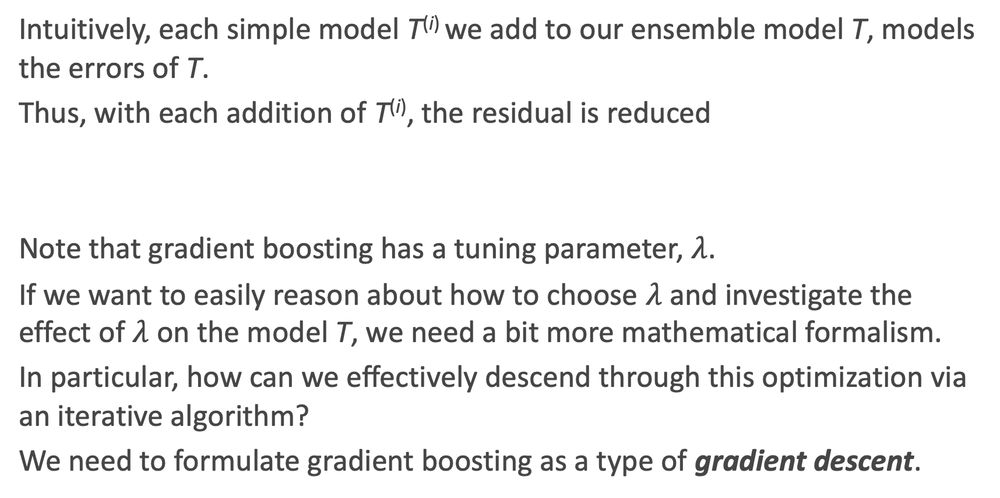 Intuitively, each simple model T⁽ⁱ⁾ we add to our ensemble model T, models
the errors of T.
Thus, with each addition of T⁽ⁱ⁾, the residual is reduced
Note that gradient boosting has a tuning parameter, λ.
If we want to easily reason about how to choose λ and investigate the
effect of λ on the model T, we need a bit more mathematical formalism.
In particular, how can we effectively descend through this optimization via
an iterative algorithm?
We need to formulate gradient boosting as a type of gradient descent.